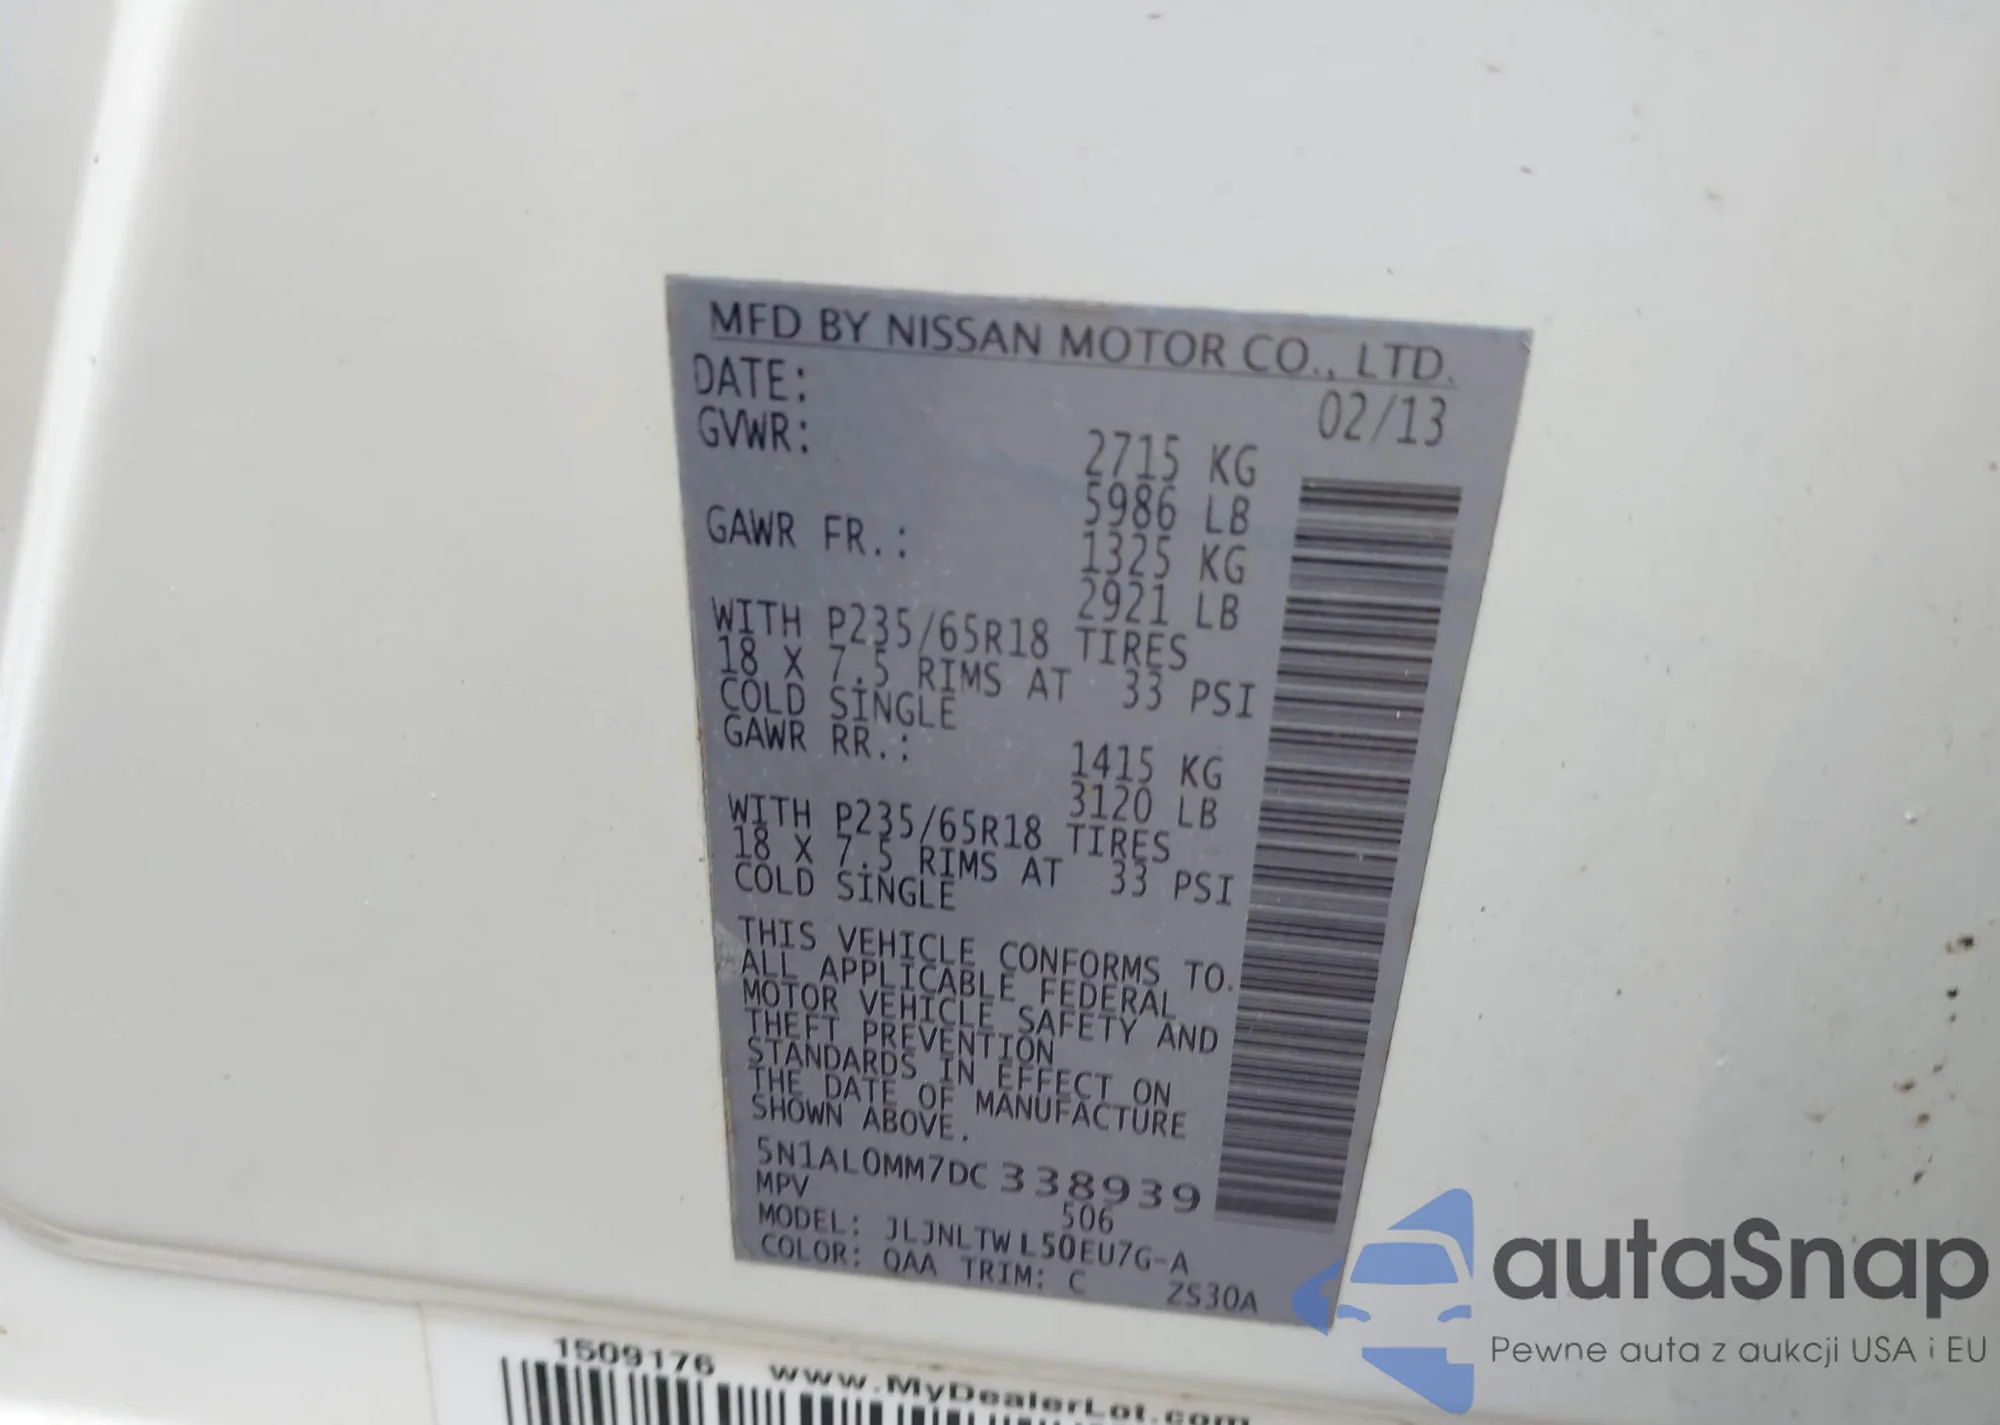 MFD BY NISSAN MOTOR CO., LTD.
DATE: 02/13
GVWR: 2715 KG
5986 LB
GAWR FR.: 1325 KG
2921 LB
WITH P235/65R18 TIRES
18 X 7.5 RIMS AT 33 PSI
COLD SINGLE
GAWR RR.: 1415 KG
3120 LB
WITH P235/65R18 TIRES
18 X 7.5 RIMS AT 33 PSI
COLD SINGLE
THIS VEHICLE CONFORMS TO.
ALL APPLICABLE FEDERAL
MOTOR VEHICLE SAFETY AND
THEFT PREVENTION
STANDARDS IN EFFECT ON
THE DATE OF MANUFACTURE
SHOWN ABOVE.
5N1AL0MM7DC338939
MPV 506
MODEL: JLJNLTWL50EU7G-A
COLOR: QAA TRIM: C ZS30A
1509176 www.MyDealerLot.com
autaSnap
Pewne auta z aukcji USA i EU